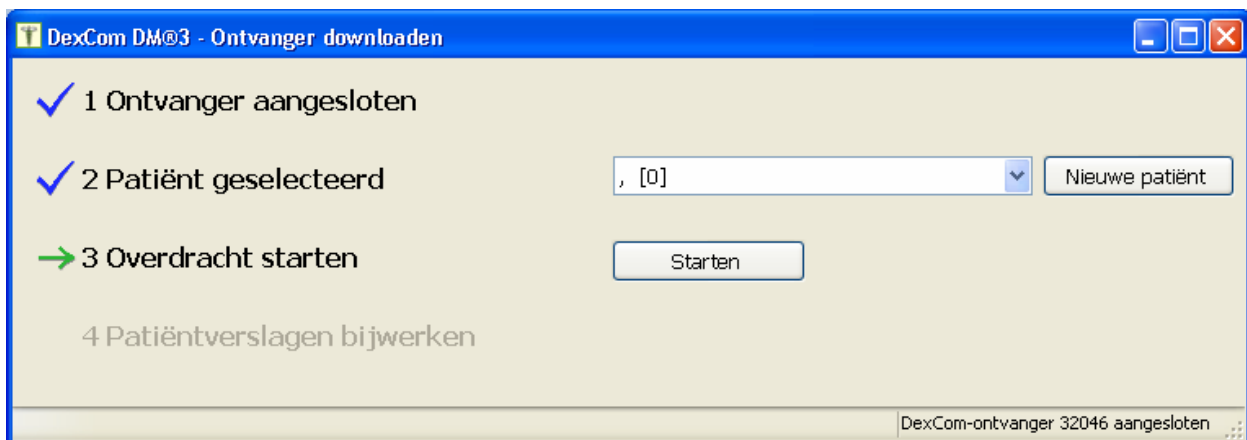 DexCom DM®3 - Ontvanger downloaden
1 Ontvanger aangesloten
2 Patiënt geselecteerd
, [0]
Nieuwe patiënt
3 Overdracht starten
Starten
4 Patiëntverslagen bijwerken
DexCom-ontvanger 32046 aangesloten